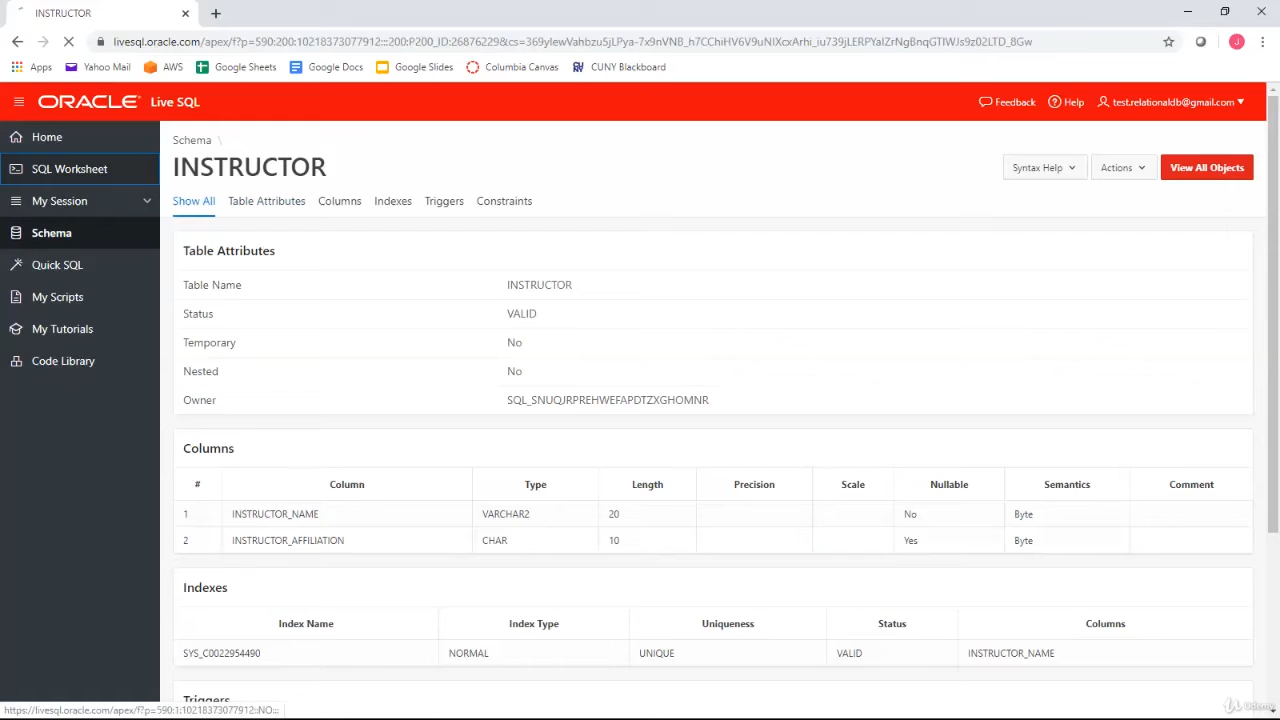 INSTRUCTOR
livesql.oracle.com/apex/f?p=590:200:10218373077912:::200:P200_ID:26876229&cs=369ylewVahbzu5jLPya-7x9nVNB_h7CChiHV6V9uNIXcxArhi_iu739jLERPYaIZrNgBnqGTIWJs9z02LTD_8Gw
Apps Yahoo Mail AWS Google Sheets Google Docs Google Slides Columbia Canvas CUNY Blackboard
ORACLE Live SQL Feedback Help test.relationaldb@gmail.com
Home
SQL Worksheet
My Session
Schema
Quick SQL
My Scripts
My Tutorials
Code Library
Schema \
INSTRUCTOR
Syntax Help Actions View All Objects
Show All Table Attributes Columns Indexes Triggers Constraints
Table Attributes
Table Name INSTRUCTOR
Status VALID
Temporary No
Nested No
Owner SQL_SNUQJRPREHWEFAPDTZXGHOMNR
Columns
# Column Type Length Precision Scale Nullable Semantics Comment
1 INSTRUCTOR_NAME VARCHAR2 20 No Byte
2 INSTRUCTOR_AFFILIATION CHAR 10 Yes Byte
Indexes
Index Name Index Type Uniqueness Status Columns
SYS_C0022954490 NORMAL UNIQUE VALID INSTRUCTOR_NAME
Triggers
https://livesql.oracle.com/apex/f?p=590:1:10218373077912::NO:...
Udemy